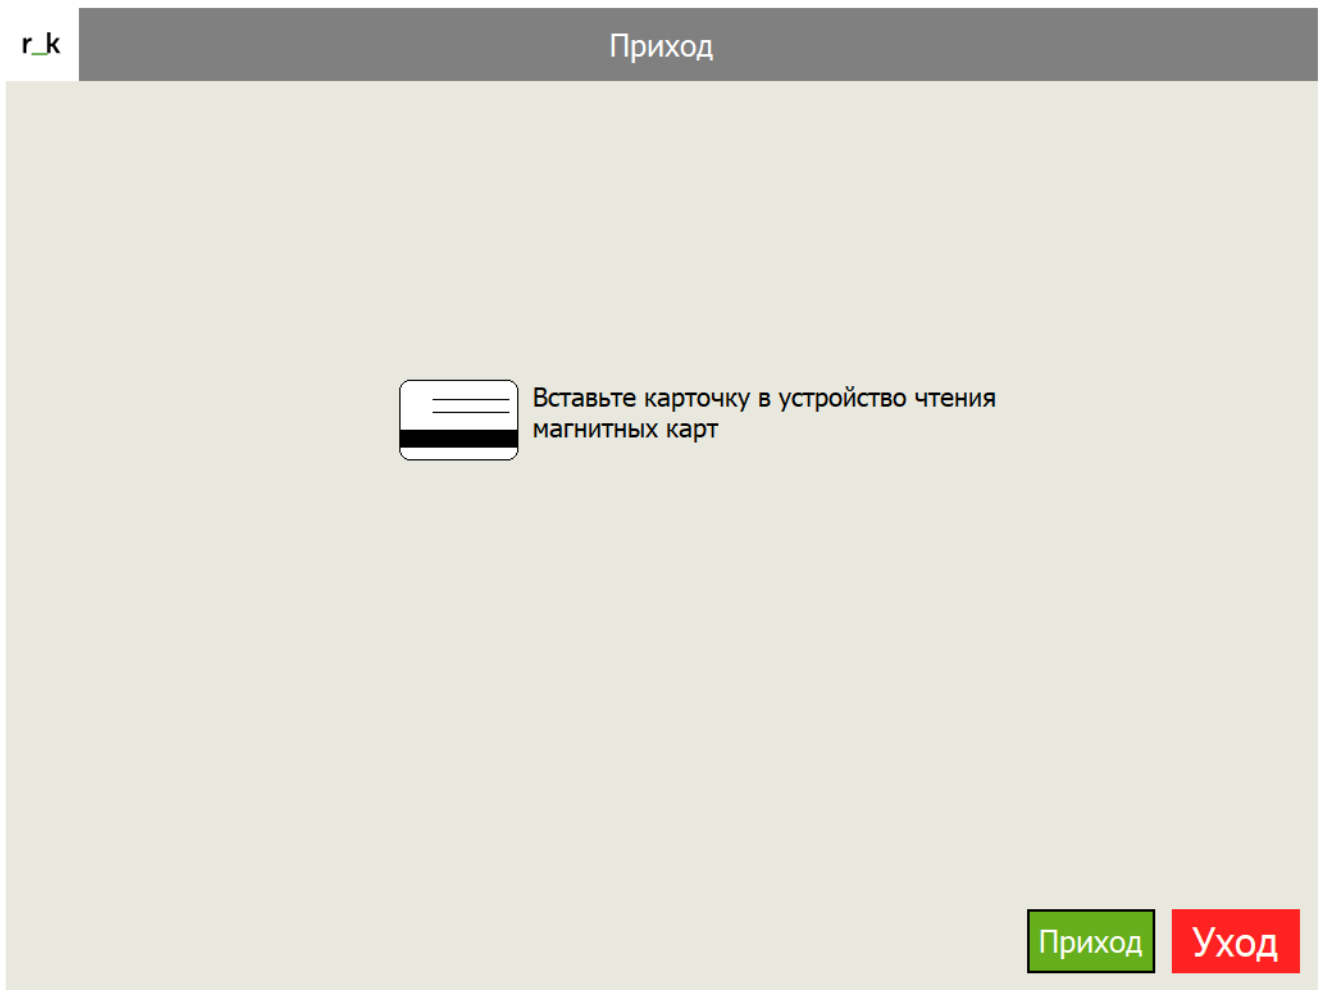 r_k
Приход
Вставьте карточку в устройство чтения
магнитных карт
Приход
Уход